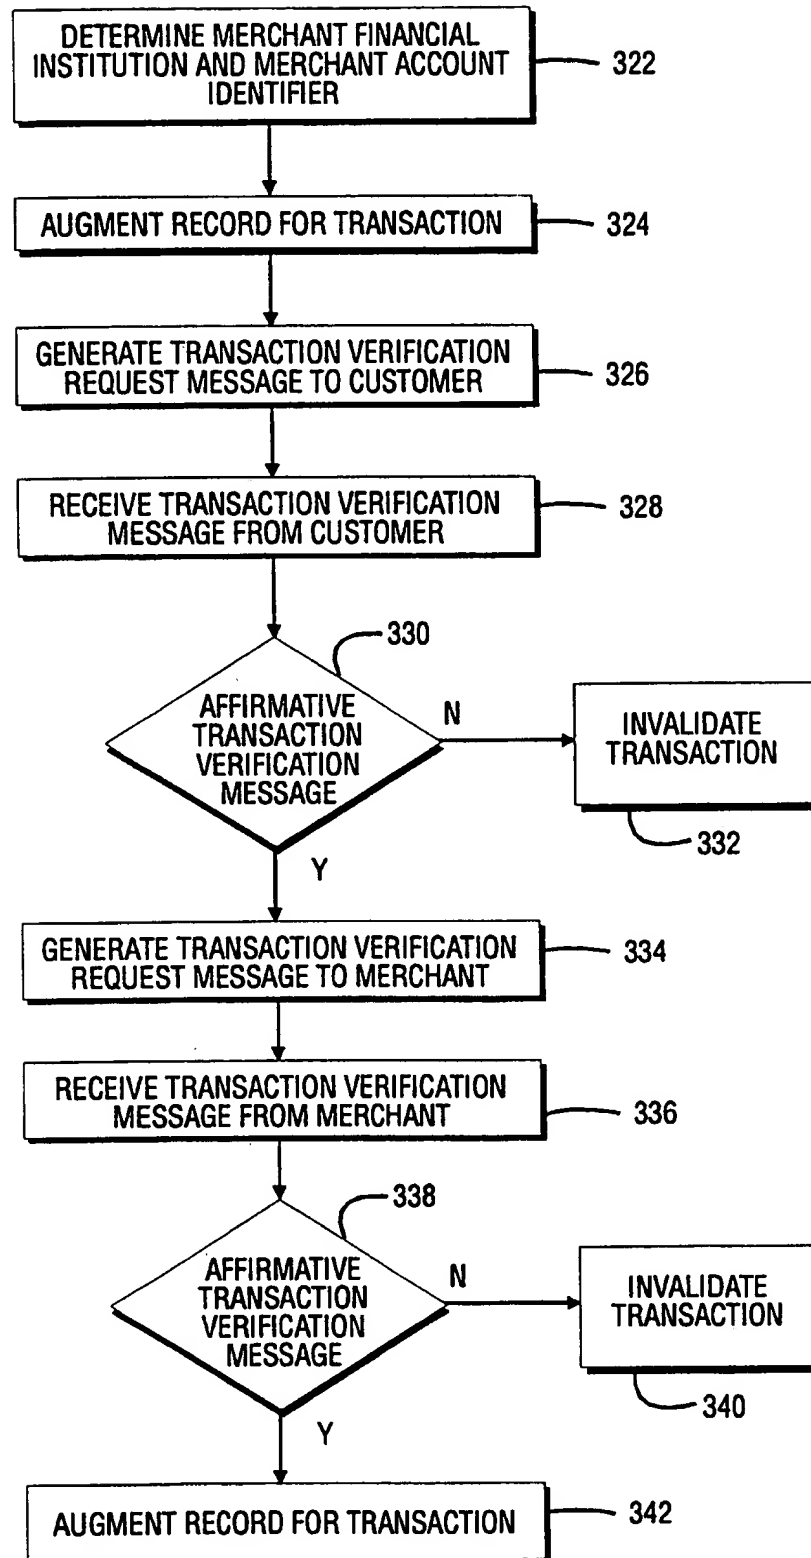 DETERMINE MERCHANT FINANCIAL
INSTITUTION AND MERCHANT ACCOUNT
IDENTIFIER
322
AUGMENT RECORD FOR TRANSACTION
324
GENERATE TRANSACTION VERIFICATION
REQUEST MESSAGE TO CUSTOMER
326
RECEIVE TRANSACTION VERIFICATION
MESSAGE FROM CUSTOMER
328
330
AFFIRMATIVE
TRANSACTION
VERIFICATION
MESSAGE
N
INVALIDATE
TRANSACTION
332
Y
GENERATE TRANSACTION VERIFICATION
REQUEST MESSAGE TO MERCHANT
334
RECEIVE TRANSACTION VERIFICATION
MESSAGE FROM MERCHANT
336
338
AFFIRMATIVE
TRANSACTION
VERIFICATION
MESSAGE
N
INVALIDATE
TRANSACTION
340
Y
AUGMENT RECORD FOR TRANSACTION
342